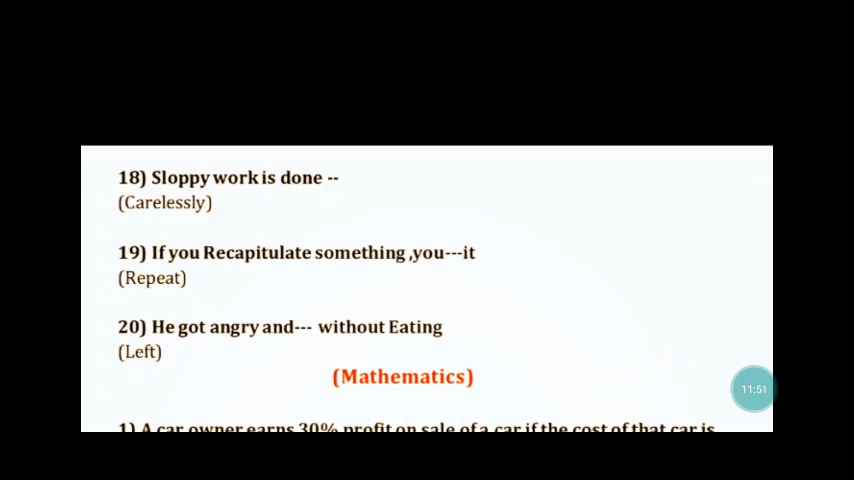 18) Sloppy work is done --
(Carelessly)
19) If you Recapitulate something ,you---it
(Repeat)
20) He got angry and--- without Eating
(Left)
(Mathematics)
11:51
1) A car owner earns 30% profit on sale of a car if the cost of that car is